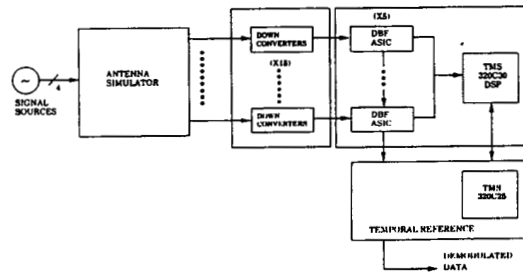 SIGNAL
SOURCES
4
ANTENNA
SIMULATOR
DOWN
CONVERTERS
(X18)
DOWN
CONVERTERS
(X5)
DBF
ASIC
DBF
ASIC
TMS
320C30
DSP
TMS
320C25
TEMPORAL REFERENCE
DEMODULATED
DATA